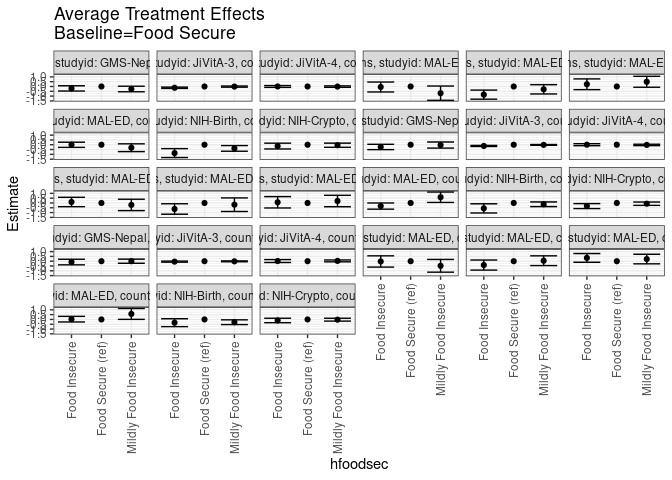 Average Treatment Effects
Baseline=Food Secure
studyid: GMS-Nep
udyid: JiVitA-3, co
udyid: JiVitA-4, co
ns, studyid: MAL-E
s, studyid: MAL-ED
ns, studyid: MAL-E
udyid: MAL-ED, cou
tudyid: NIH-Birth, c
udyid: NIH-Crypto, c
studyid: GMS-Nepa
udyid: JiVitA-3, cou
udyid: JiVitA-4, cou
s, studyid: MAL-ED
s, studyid: MAL-ED
s, studyid: MAL-ED
udyid: MAL-ED, co
udyid: NIH-Birth, co
dyid: NIH-Crypto, co
dyid: GMS-Nepal,
yid: JiVitA-3, coun
yid: JiVitA-4, coun
studyid: MAL-ED, c
studyid: MAL-ED, c
studyid: MAL-ED, c
yid: MAL-ED, count
d: NIH-Birth, coun
d: NIH-Crypto, cou
Estimate
Food Insecure
Food Secure (ref)
Mildly Food Insecure
Food Insecure
Food Secure (ref)
Mildly Food Insecure
Food Insecure
Food Secure (ref)
Mildly Food Insecure
Food Insecure
Food Secure (ref)
Mildly Food Insecure
Food Insecure
Food Secure (ref)
Mildly Food Insecure
Food Insecure
Food Secure (ref)
Mildly Food Insecure
hfoodsec